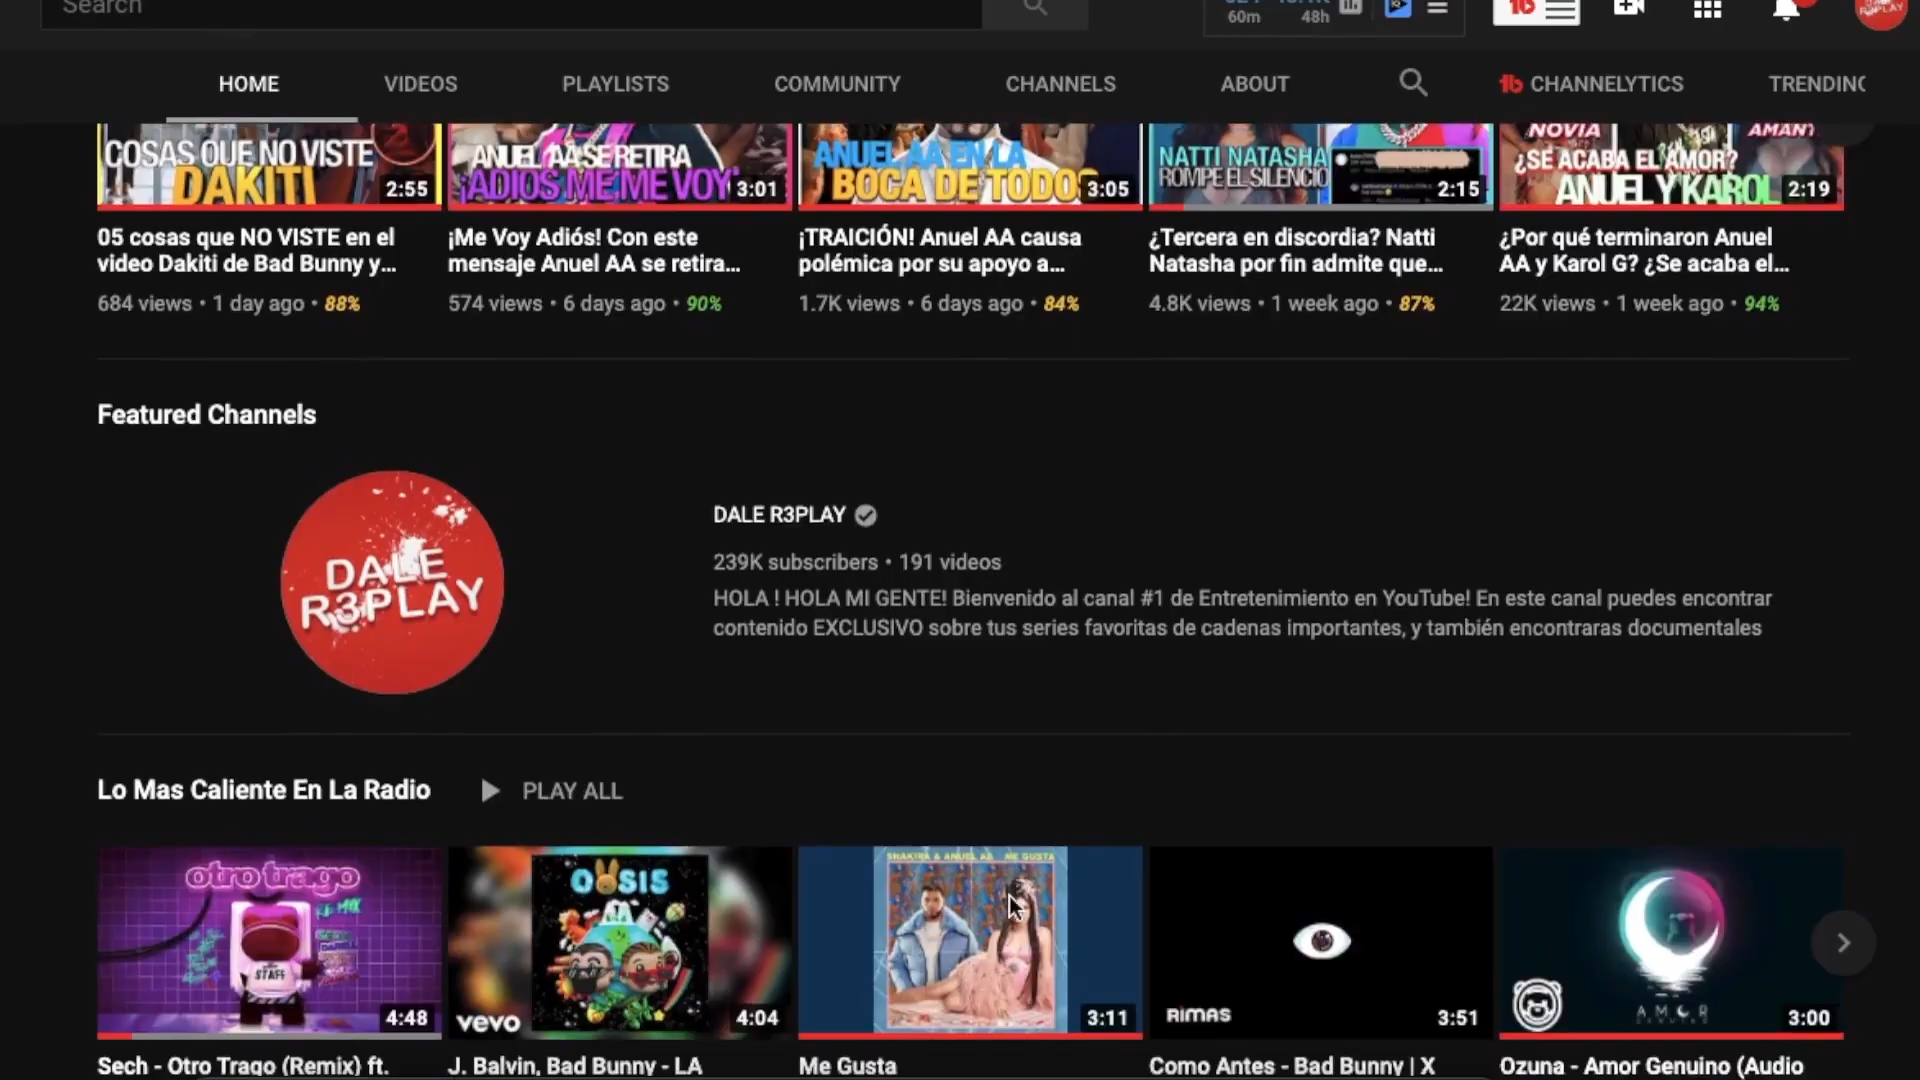 Search
60m 48h
HOME VIDEOS PLAYLISTS COMMUNITY CHANNELS ABOUT CHANNELYTICS TRENDING
COSAS QUE NO VISTE
DAKITI
2:55
ANUEL AA SE RETIRA
¡ADIOS ME,ME VOY
3:01
ANUEL AA EN LA
BOCA DE TODOS
3:05
NATTI NATASHA
ROMPE EL SILENCIO
2:15
NOVIA AMANT
¿SE ACABA EL AMOR?
ANUEL Y KAROL
2:19
05 cosas que NO VISTE en el
video Dakiti de Bad Bunny y...
684 views • 1 day ago • 88%
¡Me Voy Adiós! Con este
mensaje Anuel AA se retira...
574 views • 6 days ago • 90%
¡TRAICIÓN! Anuel AA causa
polémica por su apoyo a...
1.7K views • 6 days ago • 84%
¿Tercera en discordia? Natti
Natasha por fin admite que...
4.8K views • 1 week ago • 87%
¿Por qué terminaron Anuel
AA y Karol G? ¿Se acaba el...
22K views • 1 week ago • 94%
Featured Channels
DALE
R3PLAY
DALE R3PLAY
239K subscribers • 191 videos
HOLA ! HOLA MI GENTE! Bienvenido al canal #1 de Entretenimiento en YouTube! En este canal puedes encontrar
contenido EXCLUSIVO sobre tus series favoritas de cadenas importantes, y también encontraras documentales
Lo Mas Caliente En La Radio PLAY ALL
otro trago
REMIX
STAFF
4:48
OASIS
vevo
4:04
SHAKIRA & ANUEL AA ME GUSTA
3:11
RIMAS
3:51
AMOR
3:00
Sech - Otro Trago (Remix) ft.
J. Balvin, Bad Bunny - LA
Me Gusta
Como Antes - Bad Bunny | X
Ozuna - Amor Genuino (Audio